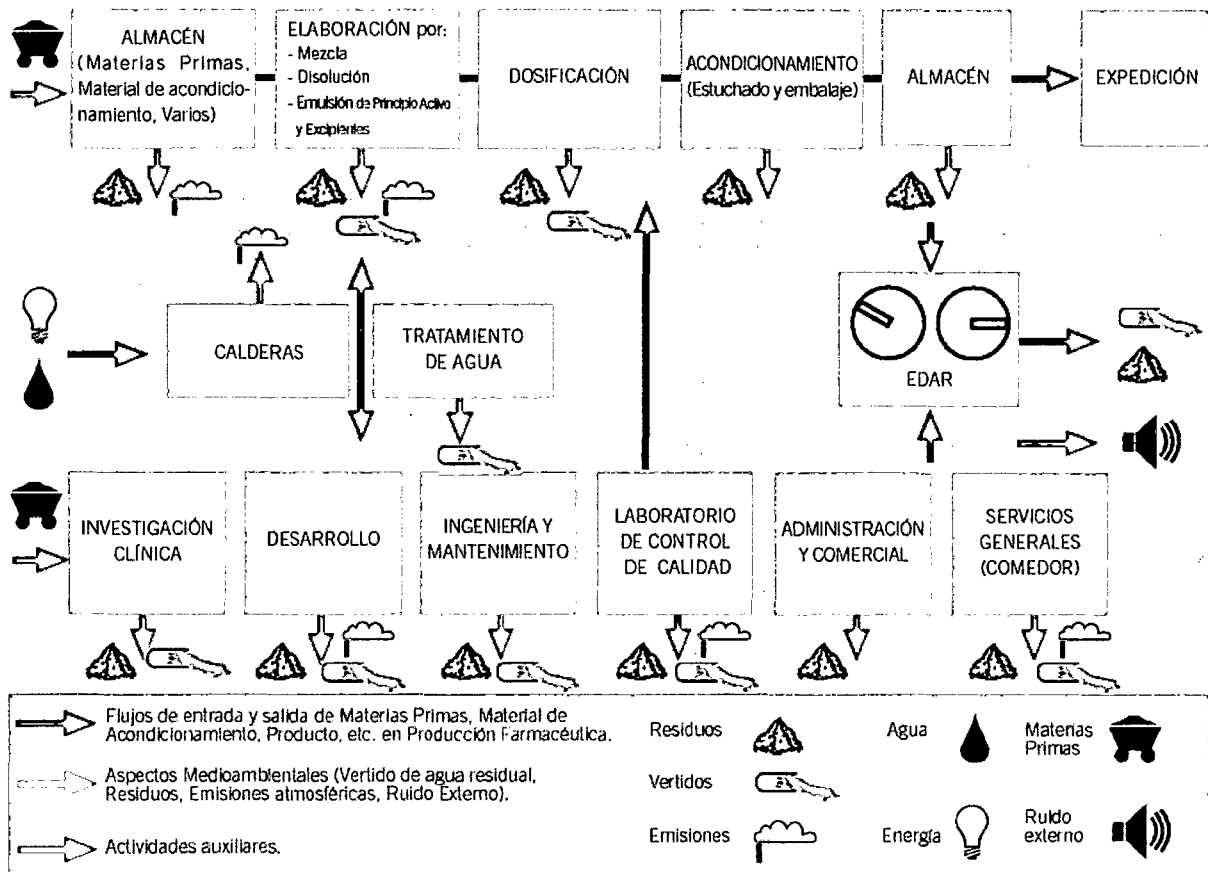 ALMACÉN
(Materias Primas,
Material de acondicio-
namiento, Varios)
ELABORACIÓN por:
- Mezcla
- Disolución
- Emulsión de Principio Activo
y Excipientes
DOSIFICACIÓN
ACONDICIONAMIENTO
(Estuchado y embalaje)
ALMACÉN
EXPEDICIÓN
CALDERAS
TRATAMIENTO
DE AGUA
EDAR
INVESTIGACIÓN
CLÍNICA
DESARROLLO
INGENIERÍA Y
MANTENIMIENTO
LABORATORIO
DE CONTROL
DE CALIDAD
ADMINISTRACIÓN
Y COMERCIAL
SERVICIOS
GENERALES
(COMEDOR)
Flujos de entrada y salida de Materias Primas, Material de
Acondicionamiento, Producto, etc. en Producción Farmacéutica.
Aspectos Medioambientales (Vertido de agua residual,
Residuos, Emisiones atmosféricas, Ruido Externo).
Actividades auxiliares.
Residuos
Vertidos
Emisiones
Agua
Energía
Materias
Primas
Ruido
externo